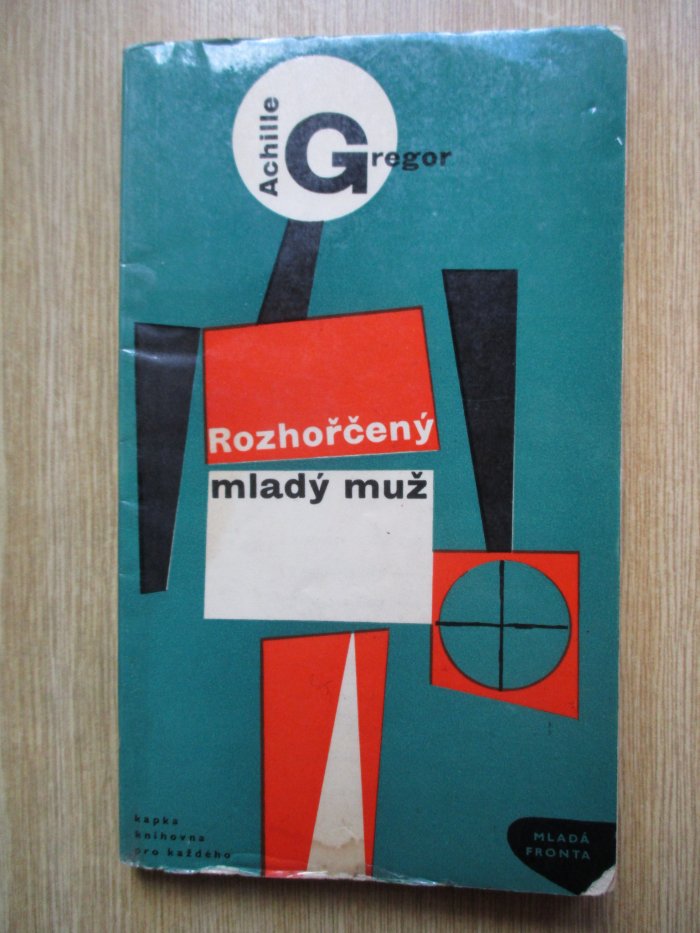 Achille
Gregor
Rozhořčený
mladý muž
kapka
knihovna
pro každého
MLADÁ
FRONTA